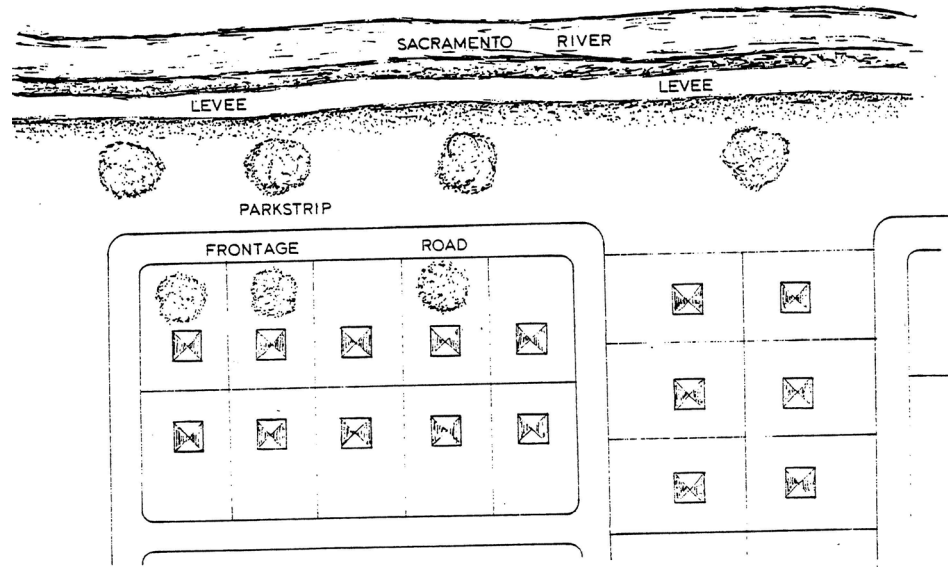 SACRAMENTO RIVER
LEVEE
LEVEE
PARKSTRIP
FRONTAGE ROAD